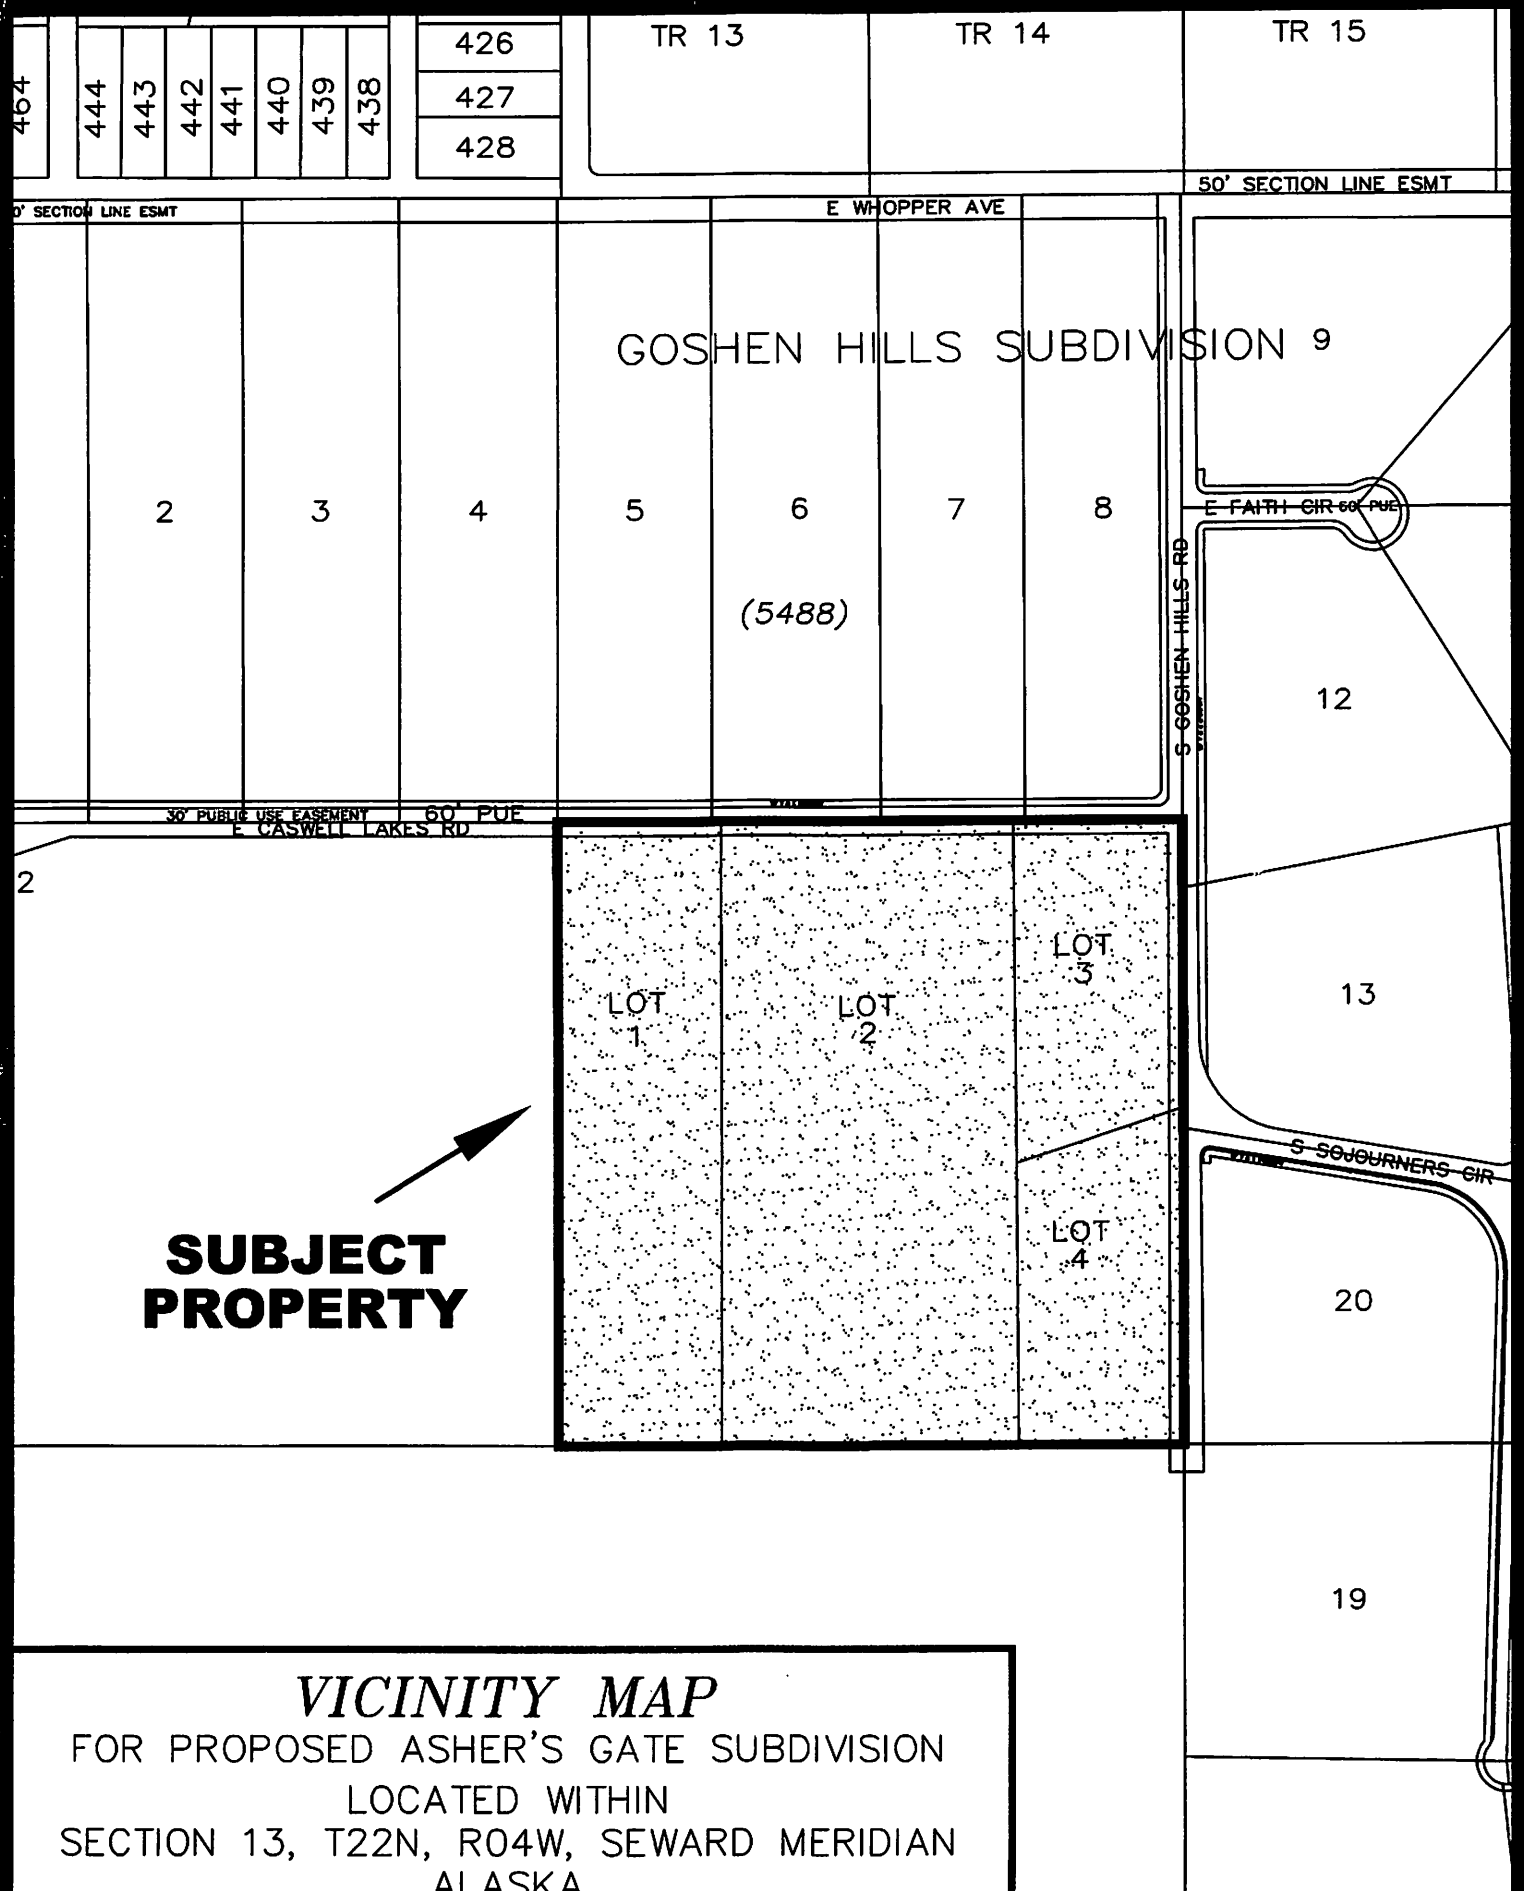 426
TR 13
TR 14
TR 15
464
444
443
442
441
440
439
438
427
428
50' SECTION LINE ESMT
0' SECTION LINE ESMT
E WHOPPER AVE
GOSHEN HILLS SUBDIVISION 9
2
3
4
5
6
7
8
E FAITH CIR 60' PUE
(5488)
S GOSHEN HILLS RD
12
30' PUBLIC USE EASEMENT
60' PUE
E CASWELL LAKES RD
2
LOT
3
LOT
1
LOT
2
13
S SOJOURNERS CIR
LOT
4
SUBJECT
PROPERTY
20
19
VICINITY MAP
FOR PROPOSED ASHER'S GATE SUBDIVISION
LOCATED WITHIN
SECTION 13, T22N, R04W, SEWARD MERIDIAN
ALASKA